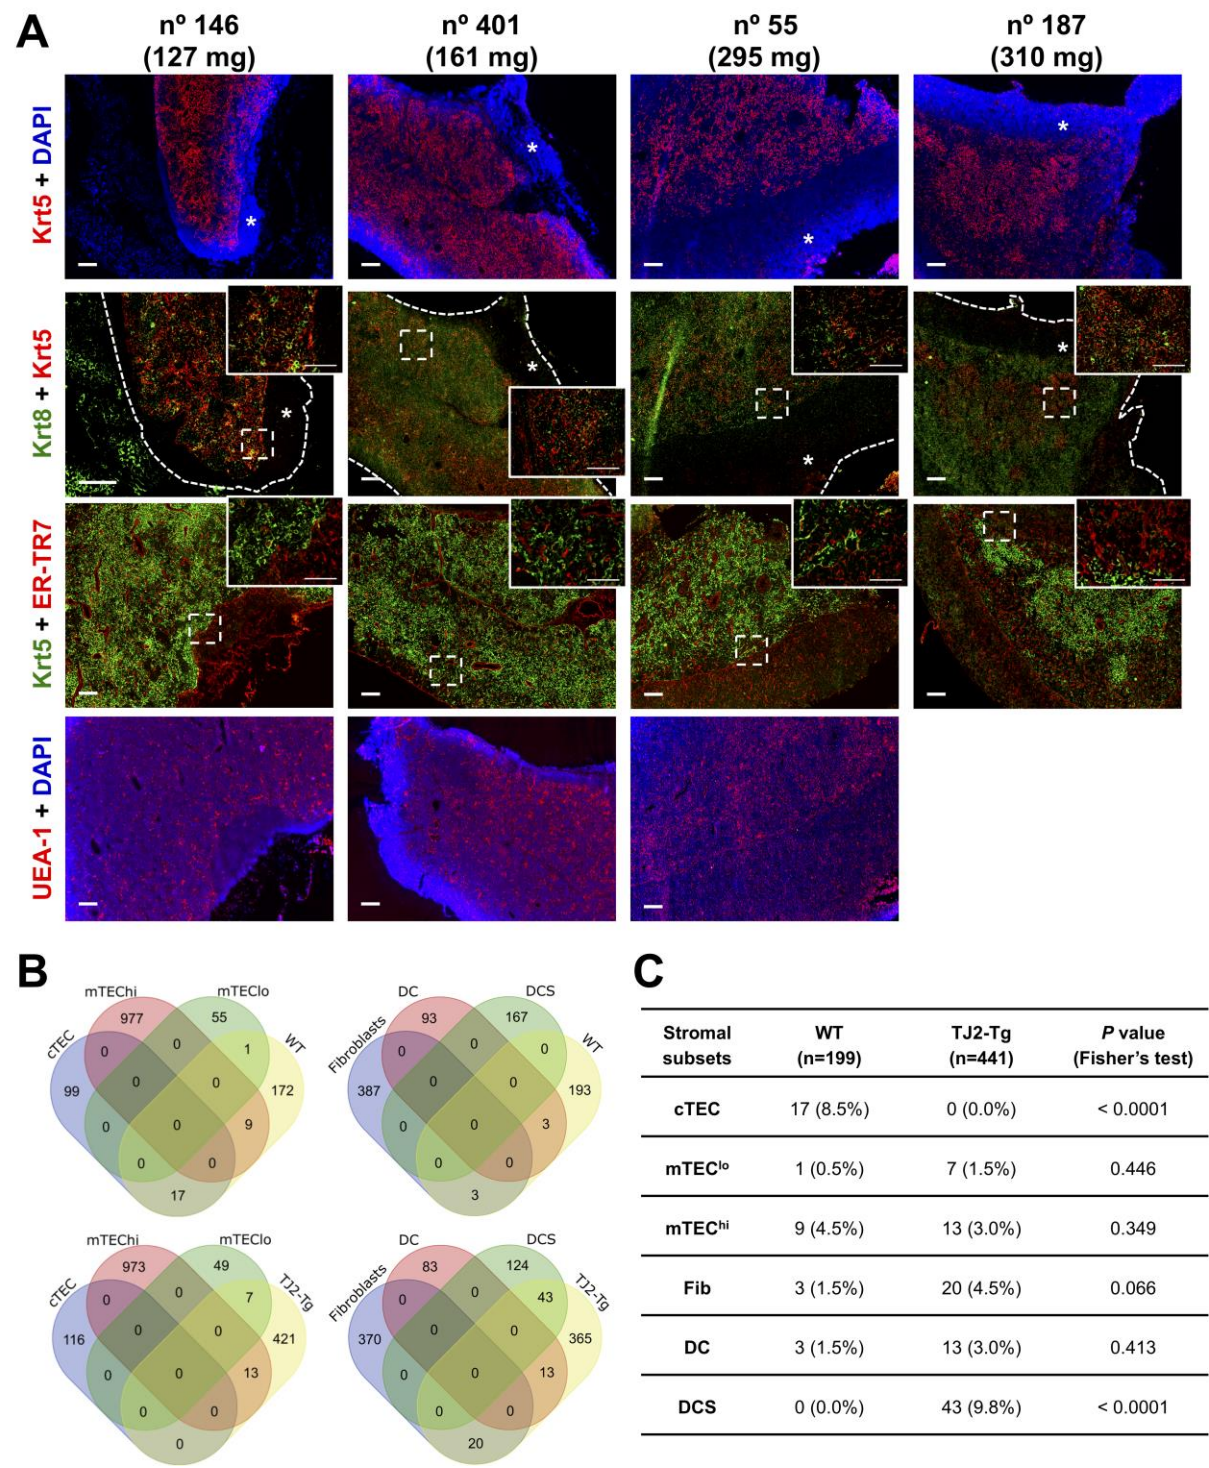 A
nº 146
(127 mg)
nº 401
(161 mg)
nº 55
(295 mg)
nº 187
(310 mg)
Krt5 + DAPI
*
*
*
*
Krt8 + Krt5
*
*
*
*
Krt5 + ER-TR7
UEA-1 + DAPI
B
cTEC
mTEChi
mTEClo
WT
977
55
0
0
1
99
0
0
172
0
0
9
0
0
17
Fibroblasts
DC
DCS
WT
93
167
0
0
0
387
0
0
193
0
0
3
0
0
3
cTEC
mTEChi
mTEClo
TJ2-Tg
973
49
0
0
7
116
0
0
421
0
0
13
0
0
0
Fibroblasts
DC
DCS
TJ2-Tg
83
124
0
0
43
370
0
0
365
0
0
13
0
0
20
C
Stromal subsets WT (n=199) TJ2-Tg (n=441) P value (Fisher's test)
cTEC 17 (8.5%) 0 (0.0%) < 0.0001
mTEClo 1 (0.5%) 7 (1.5%) 0.446
mTEChi 9 (4.5%) 13 (3.0%) 0.349
Fib 3 (1.5%) 20 (4.5%) 0.066
DC 3 (1.5%) 13 (3.0%) 0.413
DCS 0 (0.0%) 43 (9.8%) < 0.0001